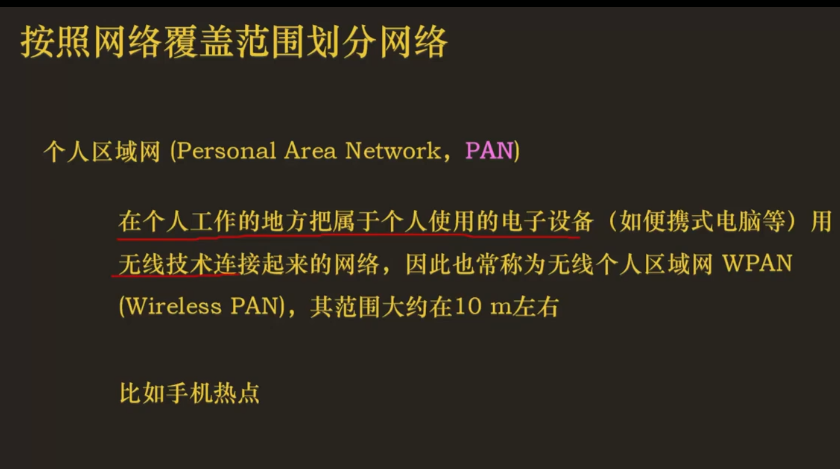 按照网络覆盖范围划分网络
个人区域网 (Personal Area Network，PAN)
在个人工作的地方把属于个人使用的电子设备（如便携式电脑等）用
无线技术连接起来的网络，因此也常称为无线个人区域网 WPAN
(Wireless PAN)，其范围大约在10 m左右
比如手机热点